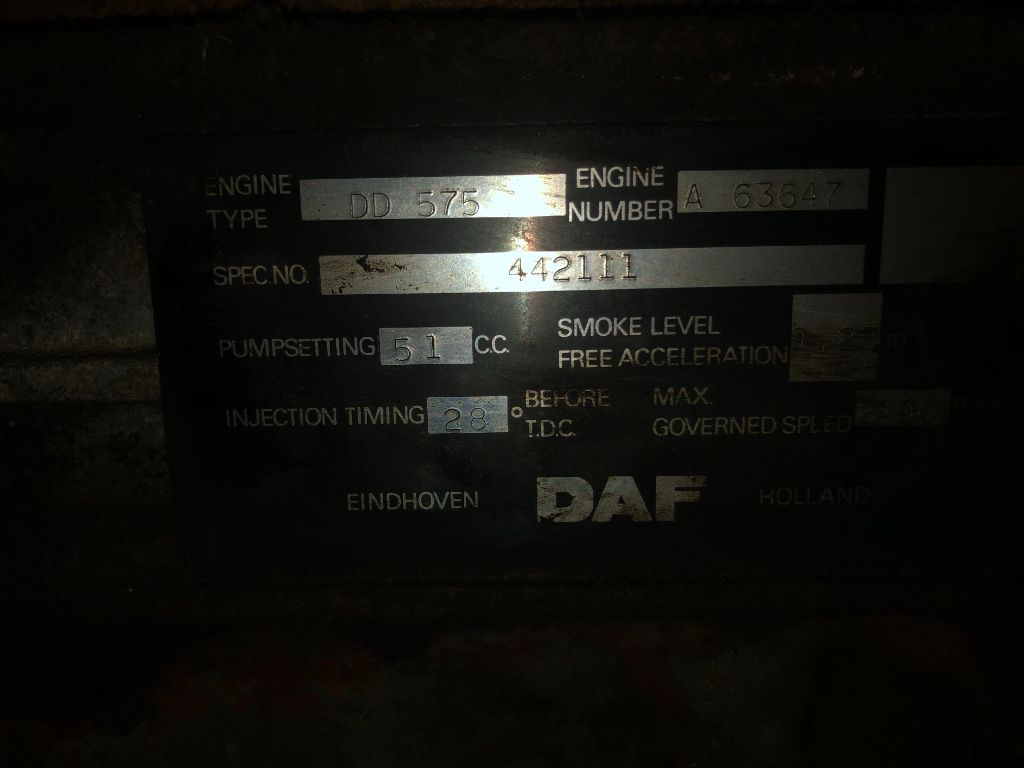 ENGINE TYPE DD 575 ENGINE NUMBER A 63647
SPEC.NO. 442111
PUMPSETTING 51 C.C. SMOKE LEVEL FREE ACCELERATION
INJECTION TIMING 28° BEFORE T.D.C. MAX. GOVERNED SPEED
EINDHOVEN DAF HOLLAND